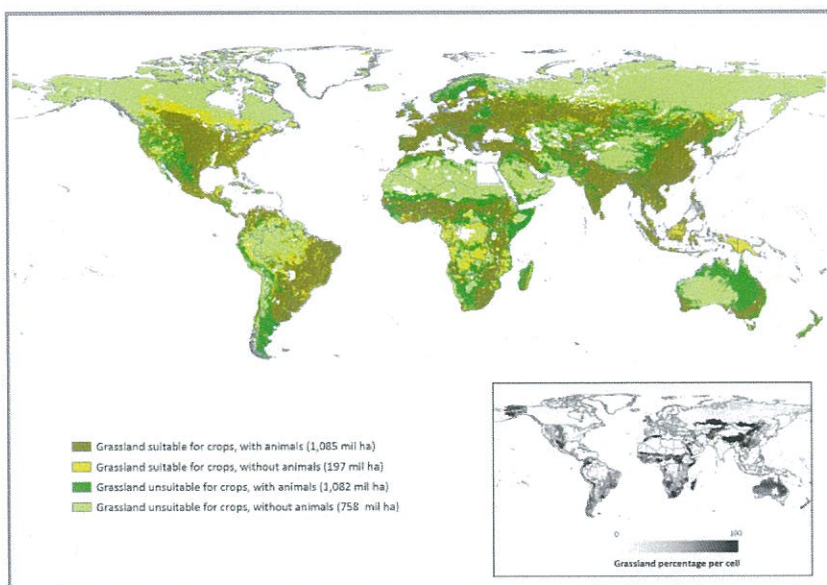 Grassland suitable for crops, with animals (1,085 mil ha)
Grassland suitable for crops, without animals (197 mil ha)
Grassland unsuitable for crops, with animals (1,082 mil ha)
Grassland unsuitable for crops, without animals (758 mil ha)
0 100
Grassland percentage per cell